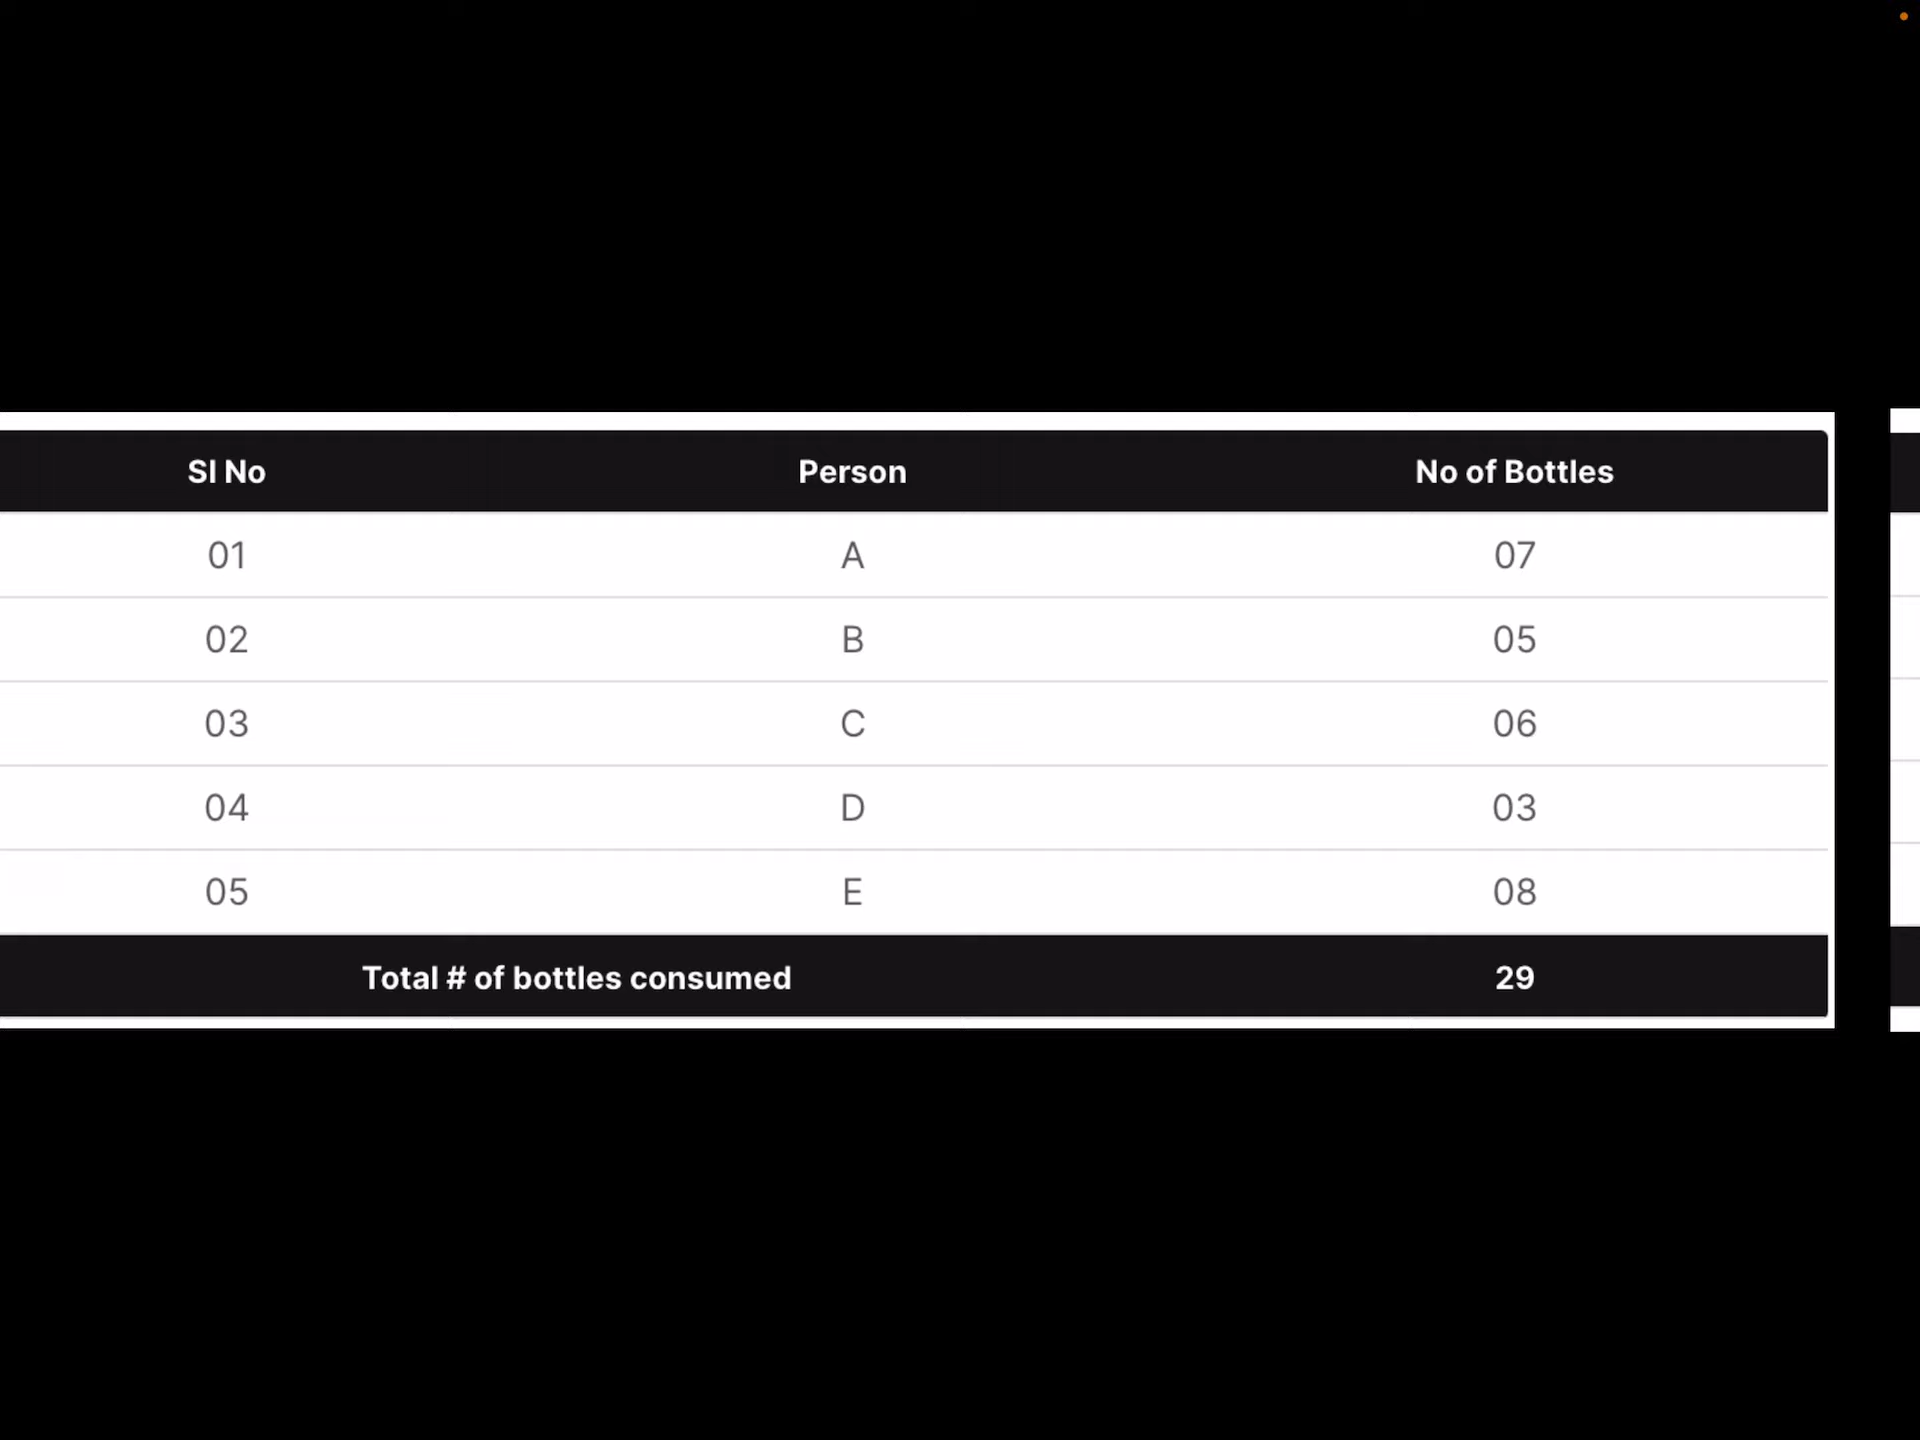 Sl No Person No of Bottles
01 A 07
02 B 05
03 C 06
04 D 03
05 E 08
Total # of bottles consumed 29